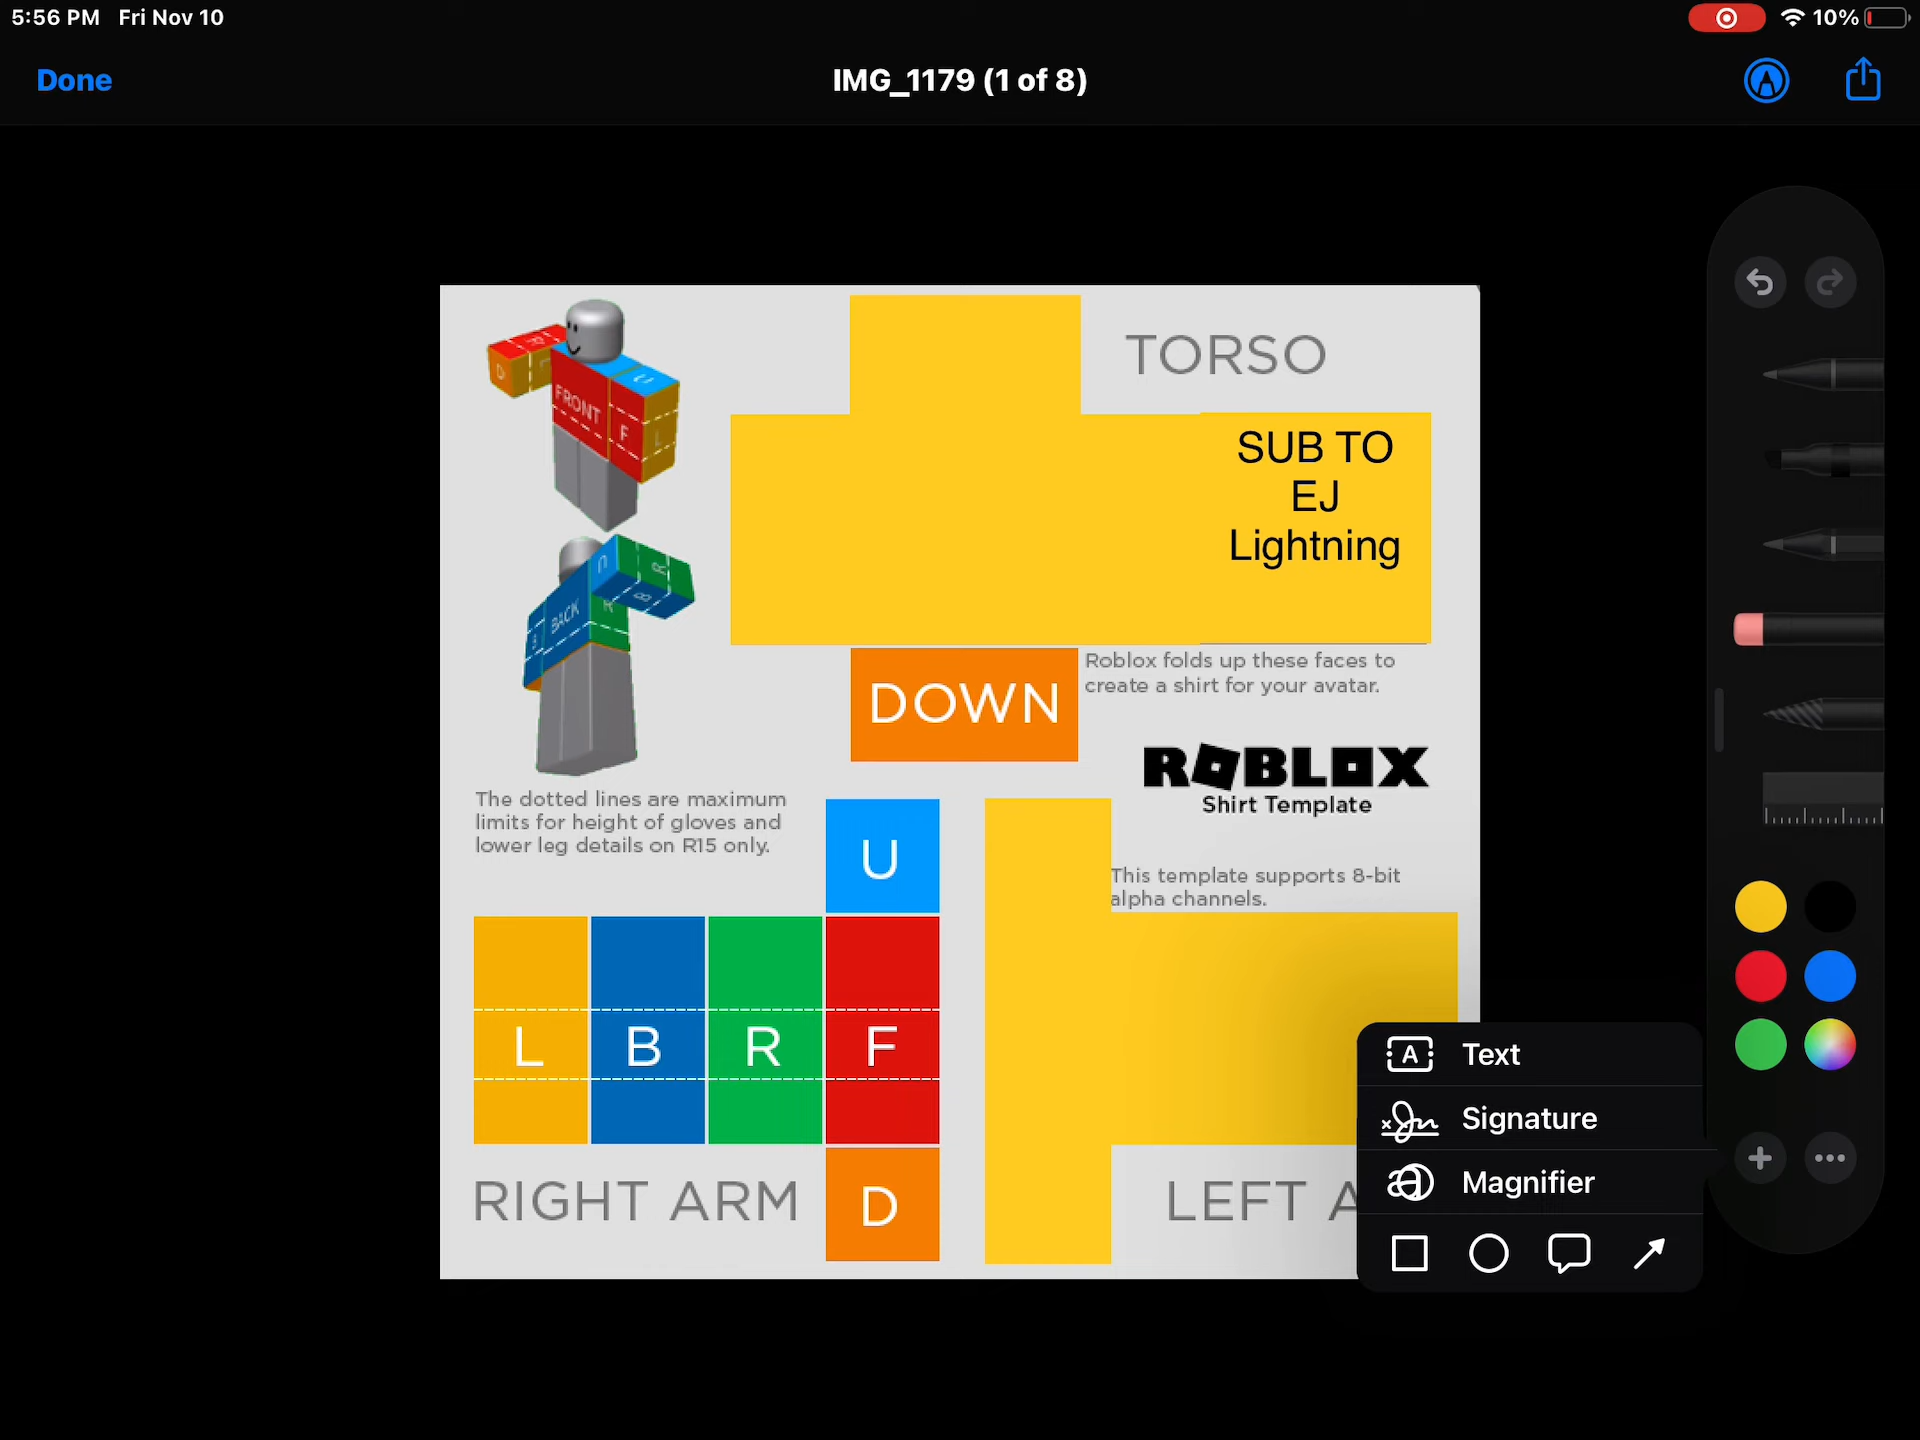 5:56 PM Fri Nov 10
10%
Done
IMG_1179 (1 of 8)
TORSO
SUB TO
EJ
Lightning
D
R
U
FRONT
F
L
U
R
B
BACK
R
DOWN
Roblox folds up these faces to
create a shirt for your avatar.
ROBLOX
Shirt Template
The dotted lines are maximum
limits for height of gloves and
lower leg details on R15 only.
U
This template supports 8-bit
alpha channels.
L B R F
RIGHT ARM
D
LEFT A
A Text
Signature
Magnifier